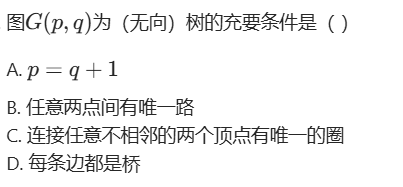 图G(p, q)为（无向）树的充要条件是（ ）
A. p = q + 1
B. 任意两点间有唯一路
C. 连接任意不相邻的两个顶点有唯一的圈
D. 每条边都是桥